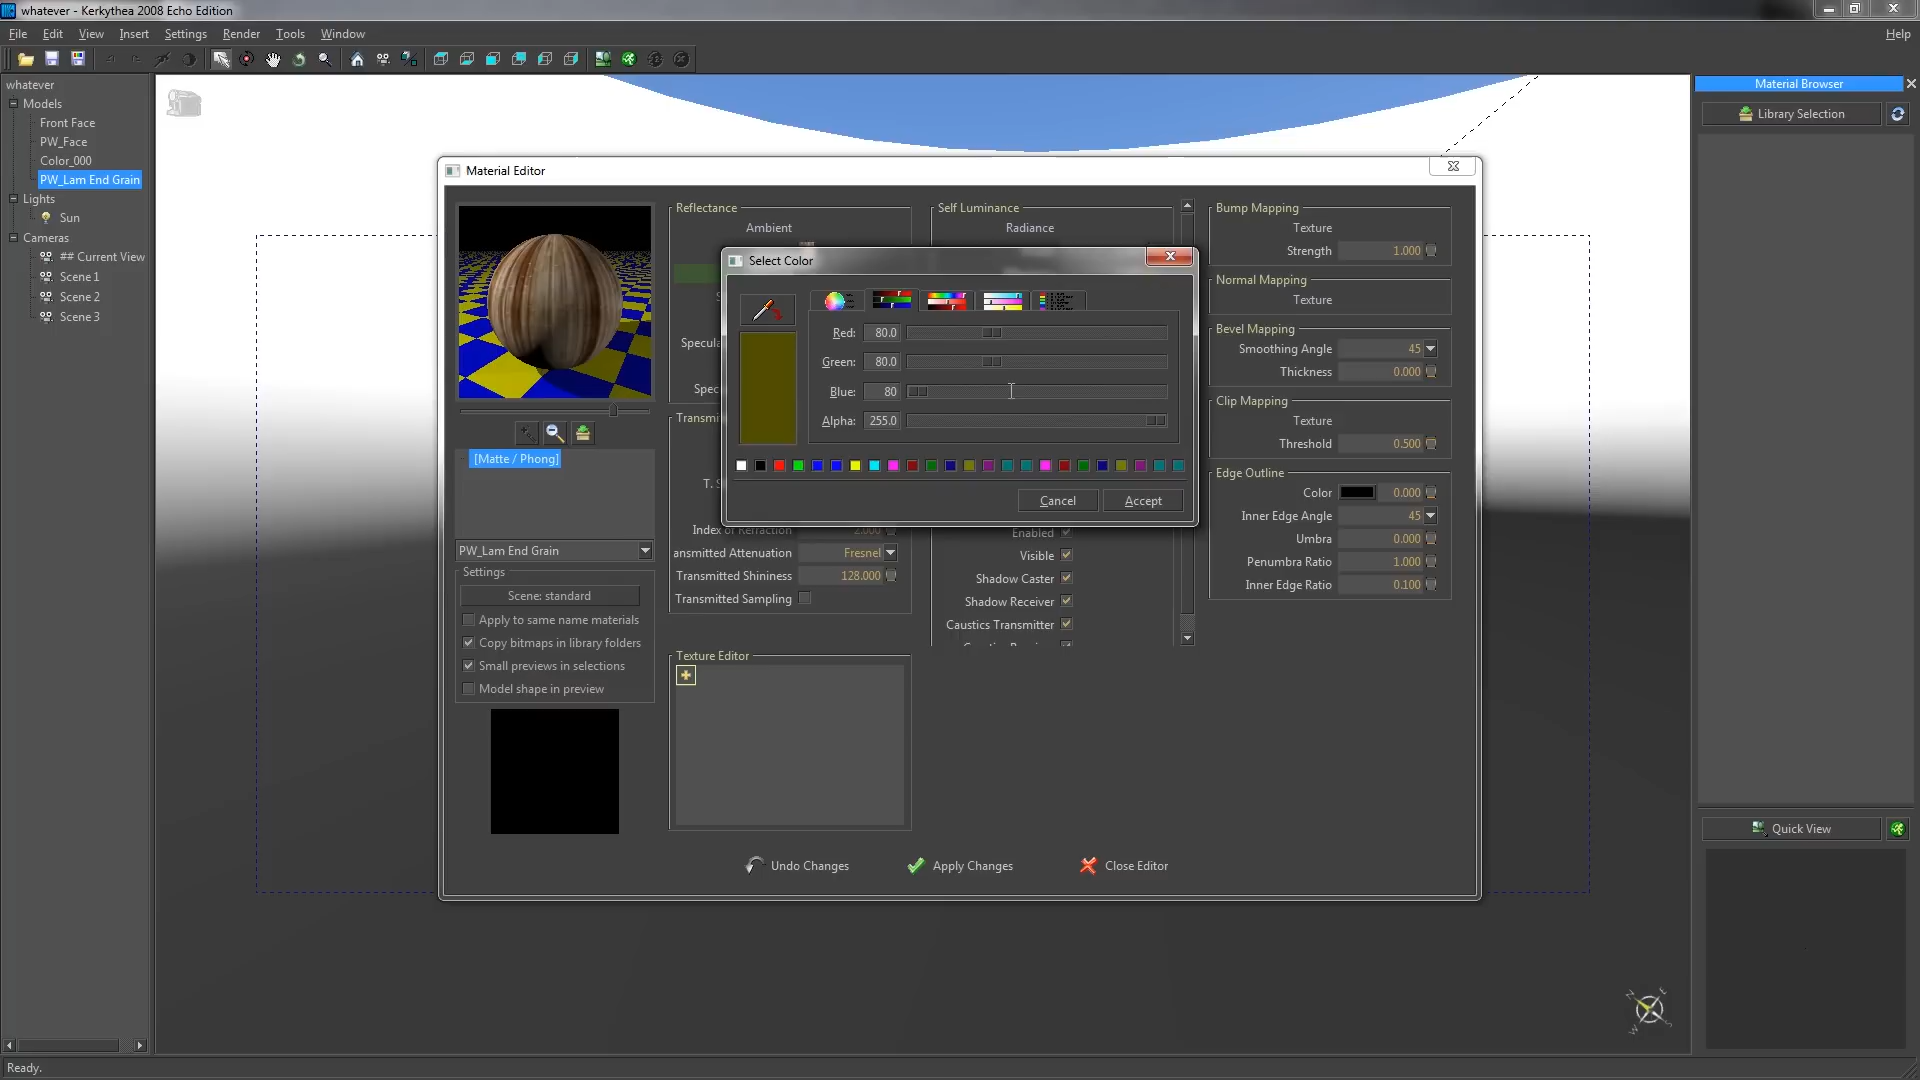 whatever - Kerkythea 2008 Echo Edition
File Edit View Insert Settings Render Tools Window Help
whatever
Models
Front Face
PW_Face
Color_000
PW_Lam End Grain
Lights
Sun
Cameras
## Current View
Scene 1
Scene 2
Scene 3
Material Editor
[Matte / Phong]
PW_Lam End Grain
Settings
Scene: standard
Apply to same name materials
Copy bitmaps in library folders
Small previews in selections
Model shape in preview
Reflectance
Ambient
Specula
Spec
Transmit
T. S
Index of Refraction 2.000
ansmitted Attenuation Fresnel
Transmitted Shininess 128.000
Transmitted Sampling
Texture Editor
Self Luminance
Radiance
Enabled
Visible
Shadow Caster
Shadow Receiver
Caustics Transmitter
Select Color
Red: 80.0
Green: 80.0
Blue: 80
Alpha: 255.0
Cancel Accept
Bump Mapping
Texture
Strength 1.000
Normal Mapping
Texture
Bevel Mapping
Smoothing Angle 45
Thickness 0.000
Clip Mapping
Texture
Threshold 0.500
Edge Outline
Color 0.000
Inner Edge Angle 45
Umbra 0.000
Penumbra Ratio 1.000
Inner Edge Ratio 0.100
Undo Changes Apply Changes Close Editor
Material Browser
Library Selection
Quick View
N E
W S
Ready.